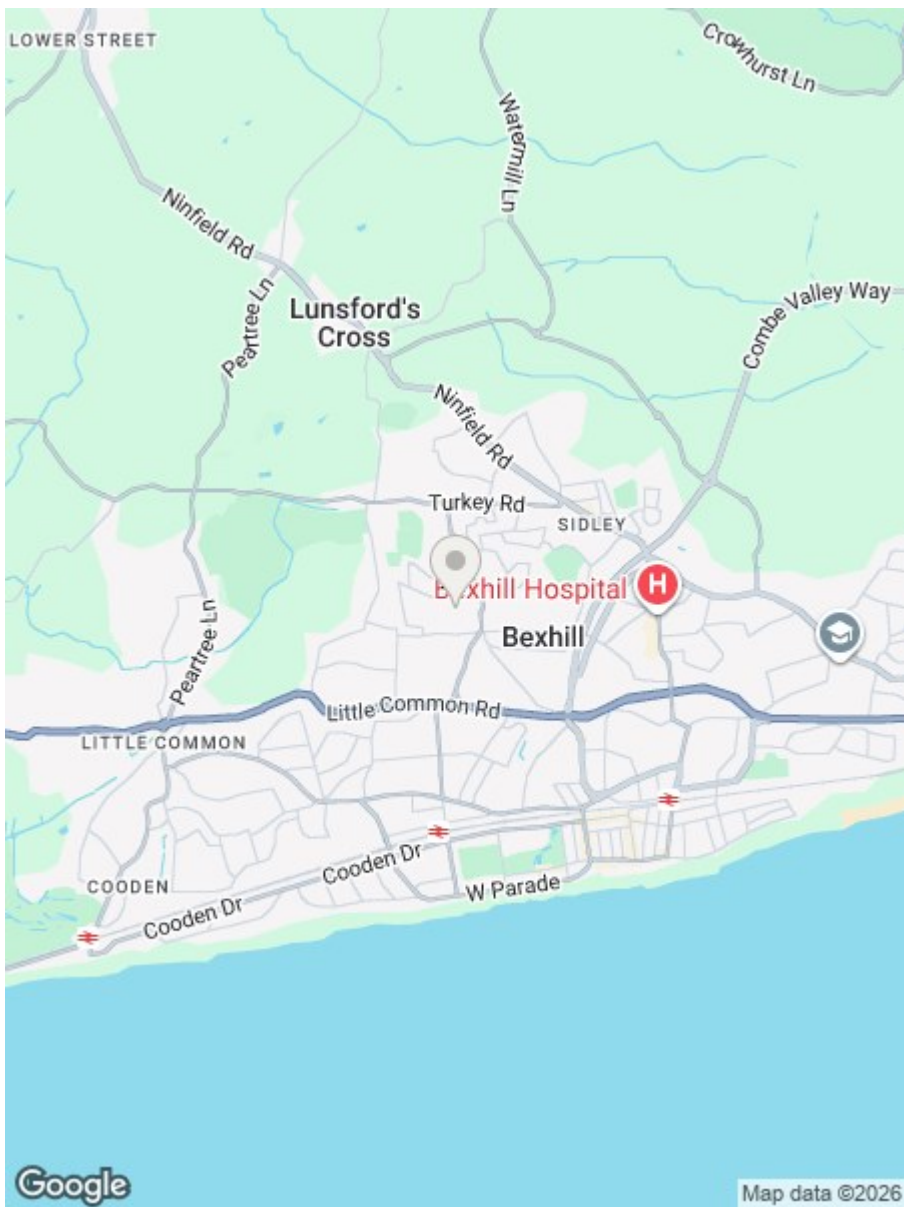 LOWER STREET
Crowhurst Ln
Watermill Ln
Ninfield Rd
Combe Valley Way
Peartree Ln
Lunsford's
Cross
Ninfield Rd
Turkey Rd
SIDLEY
Bexhill Hospital
H
Bexhill
Peartree Ln
Little Common Rd
LITTLE COMMON
Cooden Dr
W Parade
COODEN
Cooden Dr
Google
Map data ©2026